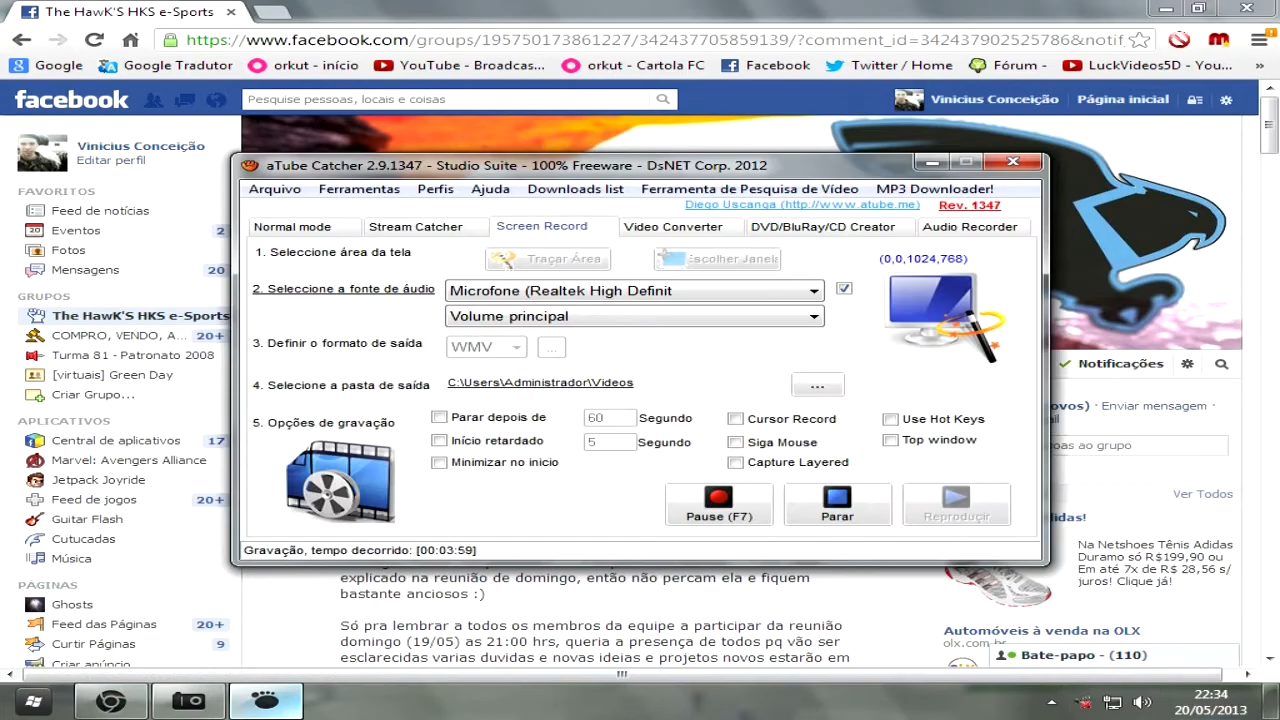 The HawK'S HKS e-Sports
https://www.facebook.com/groups/195750173861227/342437705859139/?comment_id=342437902525786&notif
Google
Google Tradutor
orkut - início
YouTube - Broadcas...
orkut - Cartola FC
Facebook
Twitter / Home
Fórum -
LuckVideos5D - You...
»
facebook
Pesquise pessoas, locais e coisas
Vinicius Conceição
Página inicial
Vinicius Conceição
Editar perfil
FAVORITOS
Feed de notícias
Eventos 2
Fotos
Mensagens 20
GRUPOS
The HawK'S HKS e-Sports
COMPRO, VENDO, A... 20+
Turma 81 - Patronato 2008
[virtuais] Green Day
Criar Grupo...
APLICATIVOS
Central de aplicativos 17
Marvel: Avengers Alliance
Jetpack Joyride
Feed de jogos 20+
Guitar Flash
Cutucadas
Música
PÁGINAS
Ghosts
Feed das Páginas 20+
Curtir Páginas 9
Criar anúncio
aTube Catcher 2.9.1347 - Studio Suite - 100% Freeware - DsNET Corp. 2012
Arquivo Ferramentas Perfis Ajuda Downloads list Ferramenta de Pesquisa de Vídeo MP3 Downloader!
Diego Uscanga (http://www.atube.me) Rev. 1347
Normal mode Stream Catcher Screen Record Video Converter DVD/BluRay/CD Creator Audio Recorder
1. Seleccione área da tela Traçar Área Escolher Janela (0,0,1024,768)
2. Seleccione a fonte de áudio Microfone (Realtek High Definit
Volume principal
3. Definir o formato de saída WMV ...
4. Selecione a pasta de saída C:\Users\Administrador\Videos ...
5. Opções de gravação
Parar depois de 60 Segundo
Início retardado 5 Segundo
Minimizar no inicio
Cursor Record
Siga Mouse
Capture Layered
Use Hot Keys
Top window
Pause (F7)
Parar
Reproduçir
Gravação, tempo decorrido: [00:03:59]
Notificações
ovos) · Enviar mensagem ·
ail
oas ao grupo
Ver Todos
didas!
Na Netshoes Tênis Adidas
Duramo só R$199,90 ou
Em até 7x de R$ 28,56 s/
juros! Clique já!
explicado na reunião de domingo, então não percam ela e fiquem
bastante anciosos :)
Só pra lembrar a todos os membros da equipe a participar da reunião
domingo (19/05) as 21:00 hrs, queria a presença de todos pq vão ser
esclarecidas varias duvidas e novas ideias e projetos novos estarão em
Automóveis à venda na OLX
olx.com.br
Bate-papo - (110)
22:34
20/05/2013